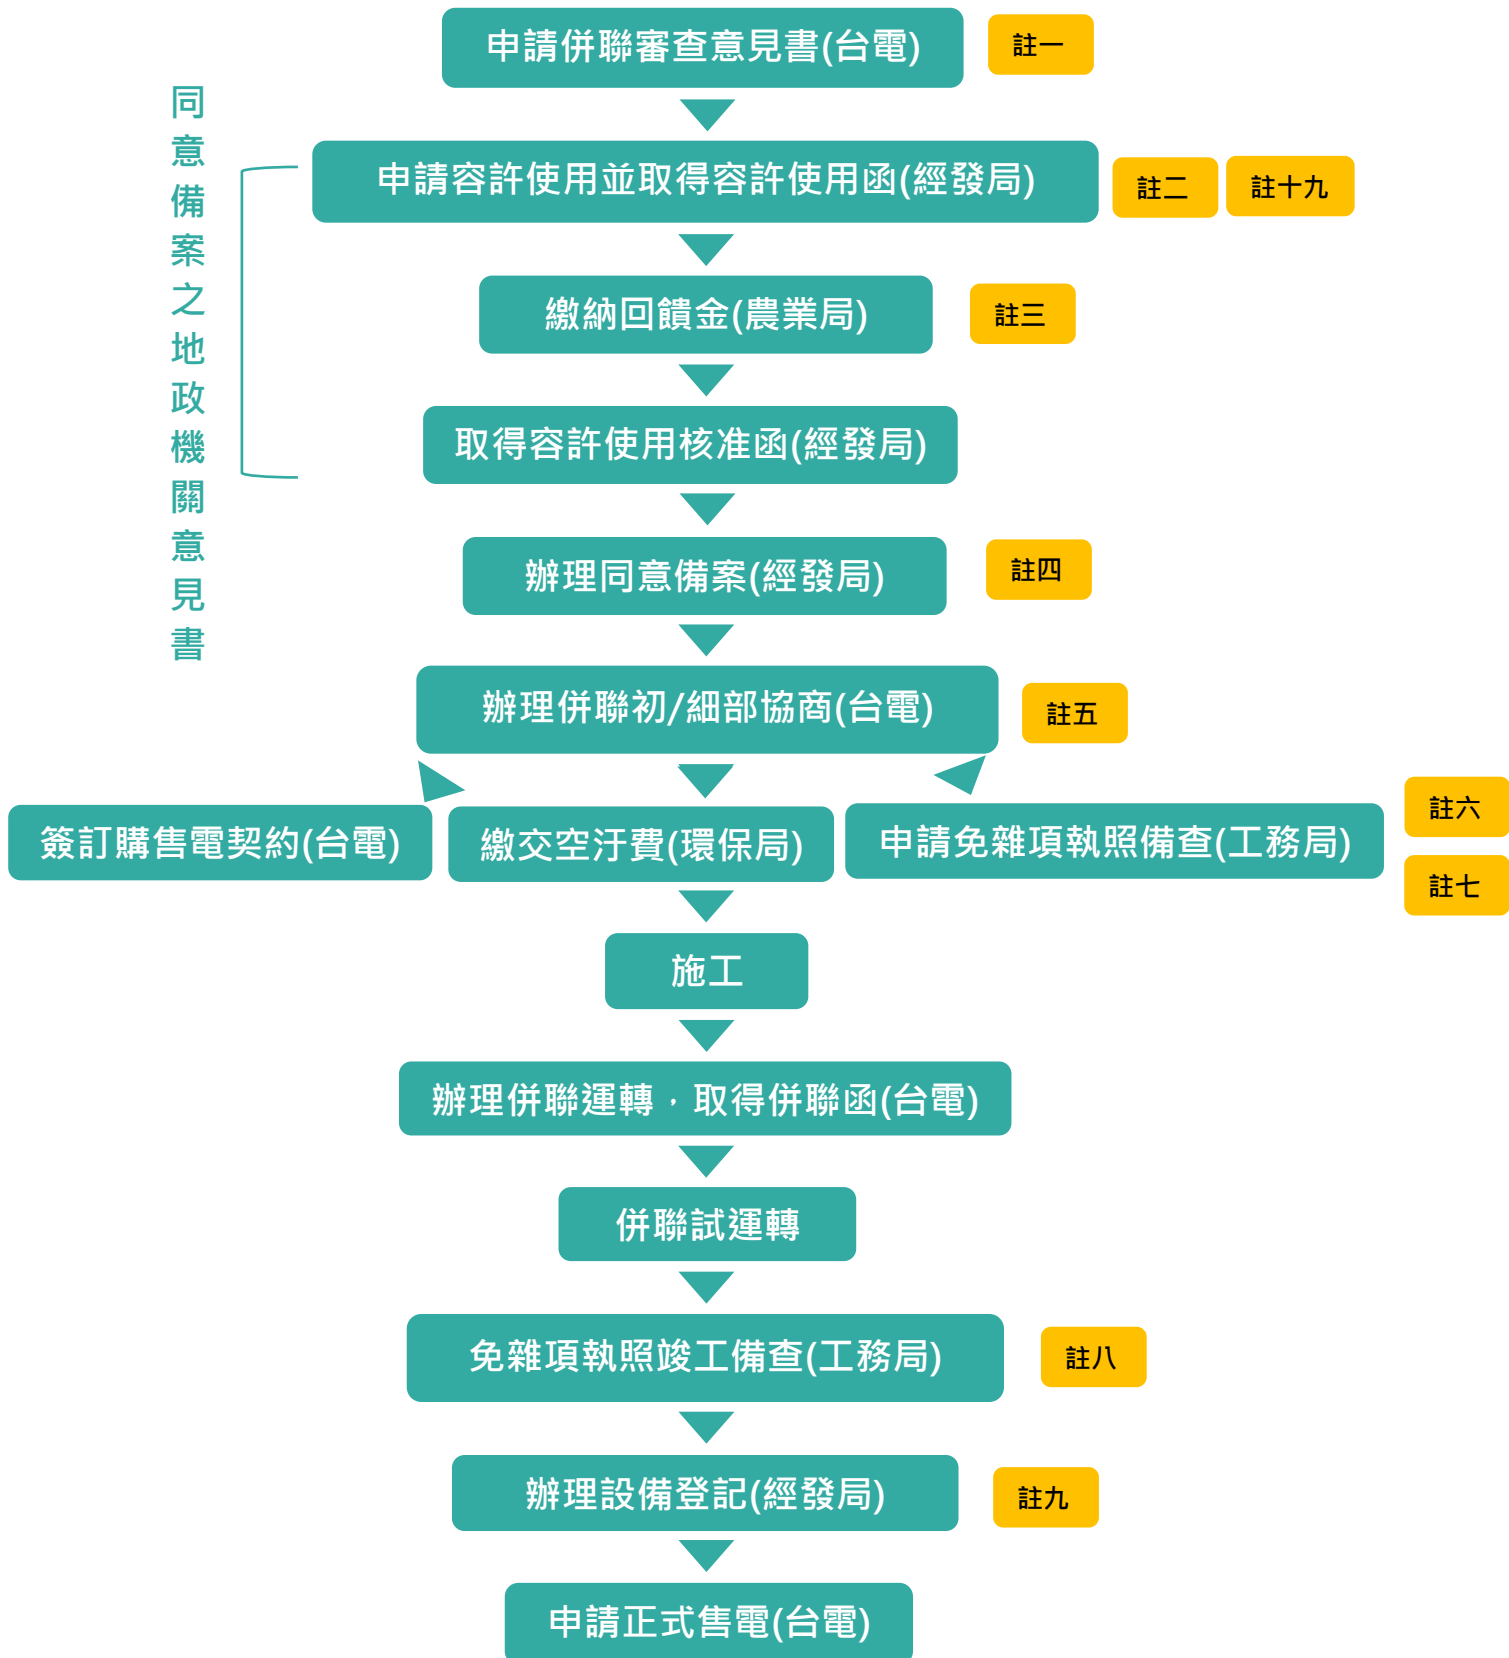 申請併聯審查意見書(台電)
註一
同意備案之地政機關意見書
申請容許使用並取得容許使用函(經發局)
註二
註十九
繳納回饋金(農業局)
註三
取得容許使用核准函(經發局)
辦理同意備案(經發局)
註四
辦理併聯初/細部協商(台電)
註五
簽訂購售電契約(台電)
繳交空汙費(環保局)
申請免雜項執照備查(工務局)
註六
註七
施工
辦理併聯運轉，取得併聯函(台電)
併聯試運轉
免雜項執照竣工備查(工務局)
註八
辦理設備登記(經發局)
註九
申請正式售電(台電)